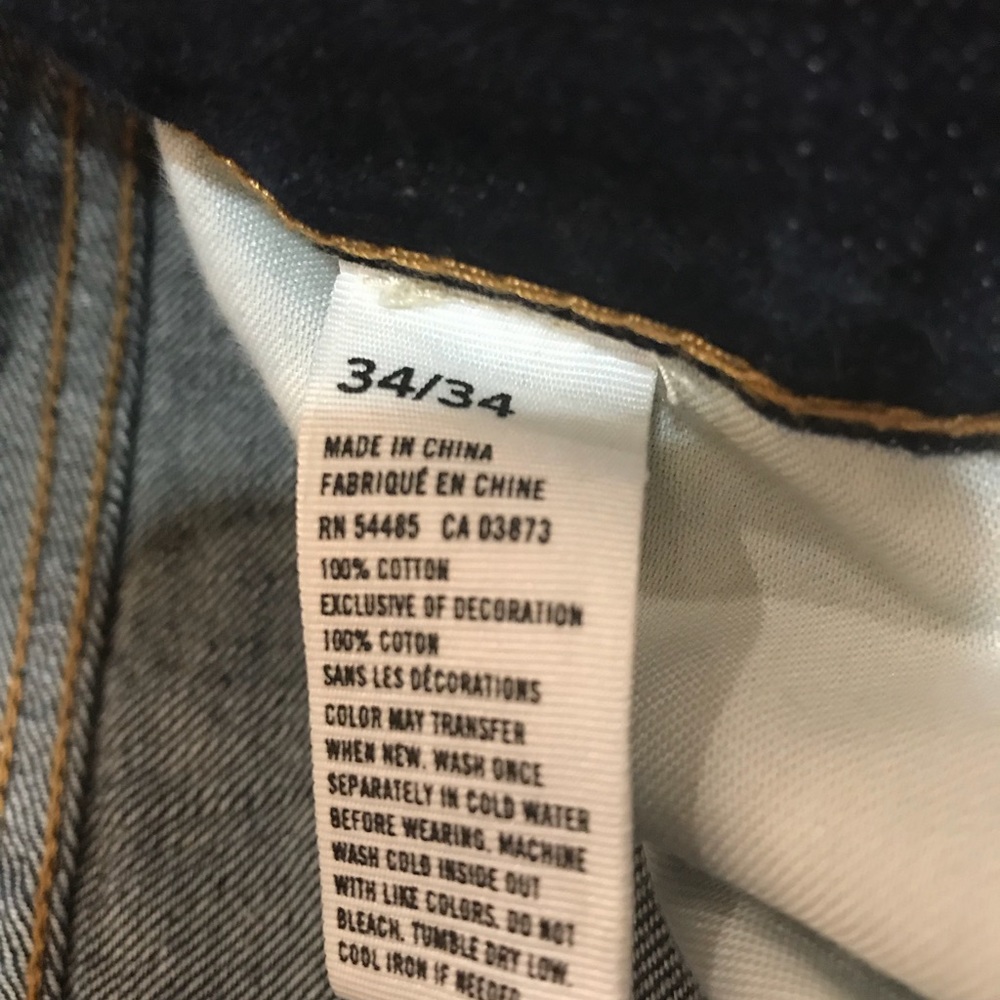 34/34
MADE IN CHINA
FABRIQUÉ EN CHINE
RN 54485 CA 03873
100% COTTON
EXCLUSIVE OF DECORATION
100% COTON
SANS LES DÉCORATIONS
COLOR MAY TRANSFER
WHEN NEW. WASH ONCE
SEPARATELY IN COLD WATER
BEFORE WEARING. MACHINE
WASH COLD INSIDE OUT
WITH LIKE COLORS. DO NOT
BLEACH. TUMBLE DRY LOW.
COOL IRON IF NEEDED